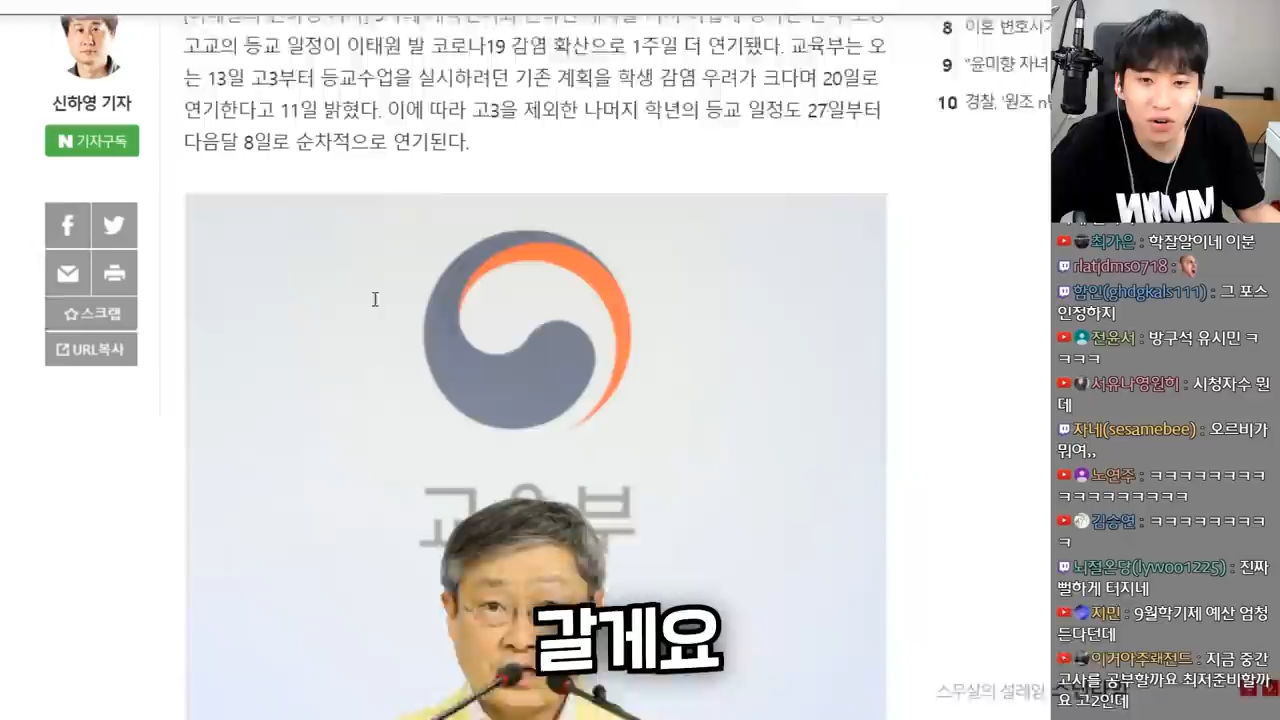 고교의 등교 일정이 이태원 발 코로나19 감염 확산으로 1주일 더 연기됐다. 교육부는 오
는 13일 고3부터 등교수업을 실시하려던 기존 계획을 학생 감염 우려가 크다며 20일로
연기한다고 11일 밝혔다. 이에 따라 고3을 제외한 나머지 학년의 등교 일정도 27일부터
다음달 8일로 순차적으로 연기된다.
신하영 기자
N 기자구독
스크랩
URL복사
교육부
갈게요
8 이혼 변호사가
9 "윤미향 자녀
10 경찰, '원조 n
스무살의 설레임
최가은 : 학잘알이네 이분
rlatjdms0718 :
함인(ghdgkals111) : 그 포스
인정하지
전윤서 : 방구석 유시민 ㅋ
ㅋㅋㅋ
서유나영원히 : 시청자수 뭔
데
자네(sesamebee) : 오르비가
뭐여,,
노연주 : ㅋㅋㅋㅋㅋㅋㅋㅋ
ㅋㅋㅋㅋㅋㅋㅋㅋㅋ
김승연 : ㅋㅋㅋㅋㅋㅋㅋㅋ
ㅋ
뇌절온당(lywoo1225) : 진짜
뻘하게 터지네
지민 : 9월학기제 예산 엄청
든다던데
이거아주래전드 : 지금 중간
고사를 공부할까요 최저준비할까
요 고2인데